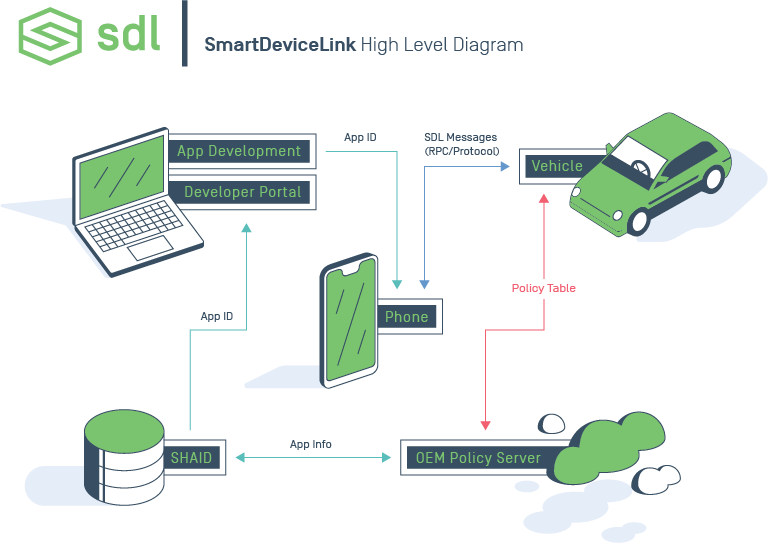 sdl
SmartDeviceLink High Level Diagram
App Development
Developer Portal
App ID
SDL Messages
(RPC/Protocol)
Vehicle
Policy Table
App ID
Phone
SHAID
App Info
OEM Policy Server